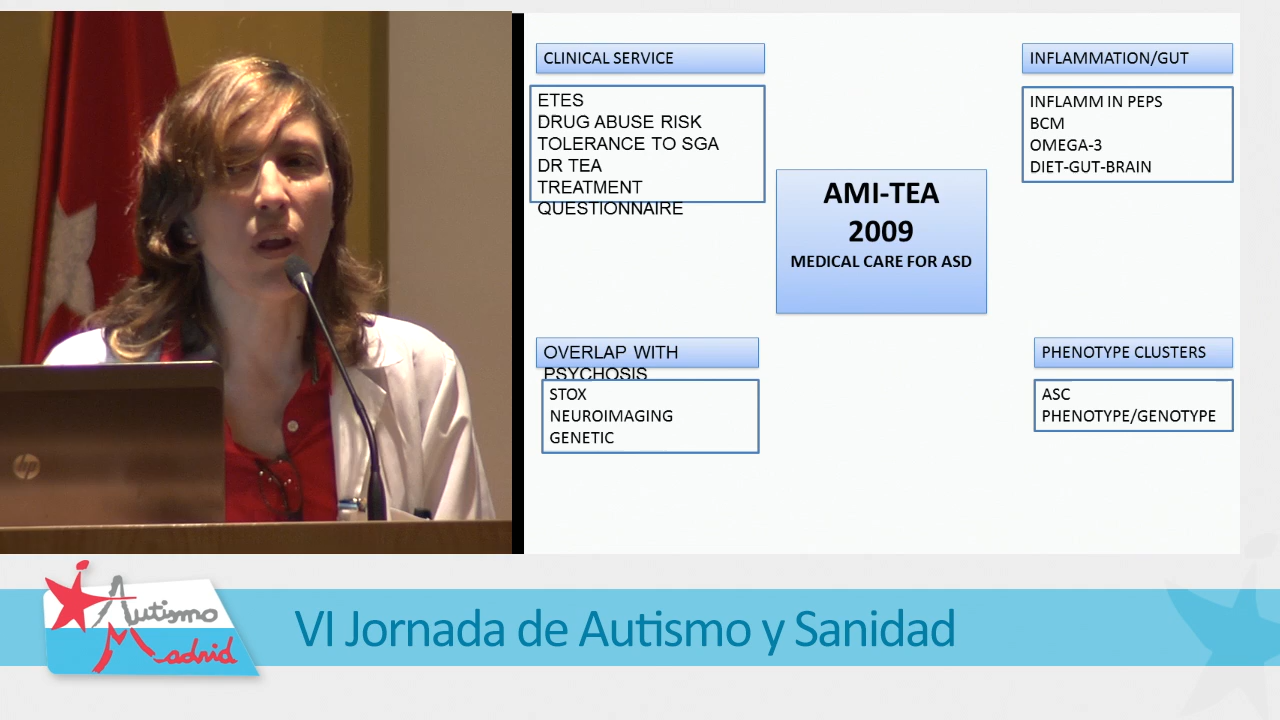 CLINICAL SERVICE
ETES
DRUG ABUSE RISK
TOLERANCE TO SGA
DR TEA
TREATMENT
QUESTIONNAIRE
INFLAMMATION/GUT
INFLAMM IN PEPS
BCM
OMEGA-3
DIET-GUT-BRAIN
AMI-TEA
2009
MEDICAL CARE FOR ASD
OVERLAP WITH
PSYCHOSIS
STOX
NEUROIMAGING
GENETIC
PHENOTYPE CLUSTERS
ASC
PHENOTYPE/GENOTYPE
hp
Autismo
Madrid
VI Jornada de Autismo y Sanidad